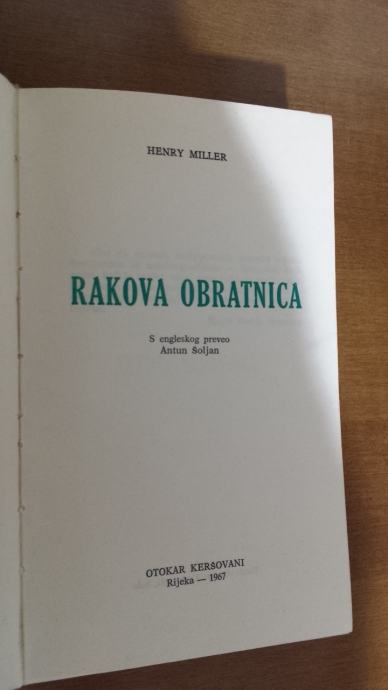 HENRY MILLER
RAKOVA OBRATNICA
S engleskog preveo
Antun Šoljan
OTOKAR KERŠOVANI
Rijeka — 1967